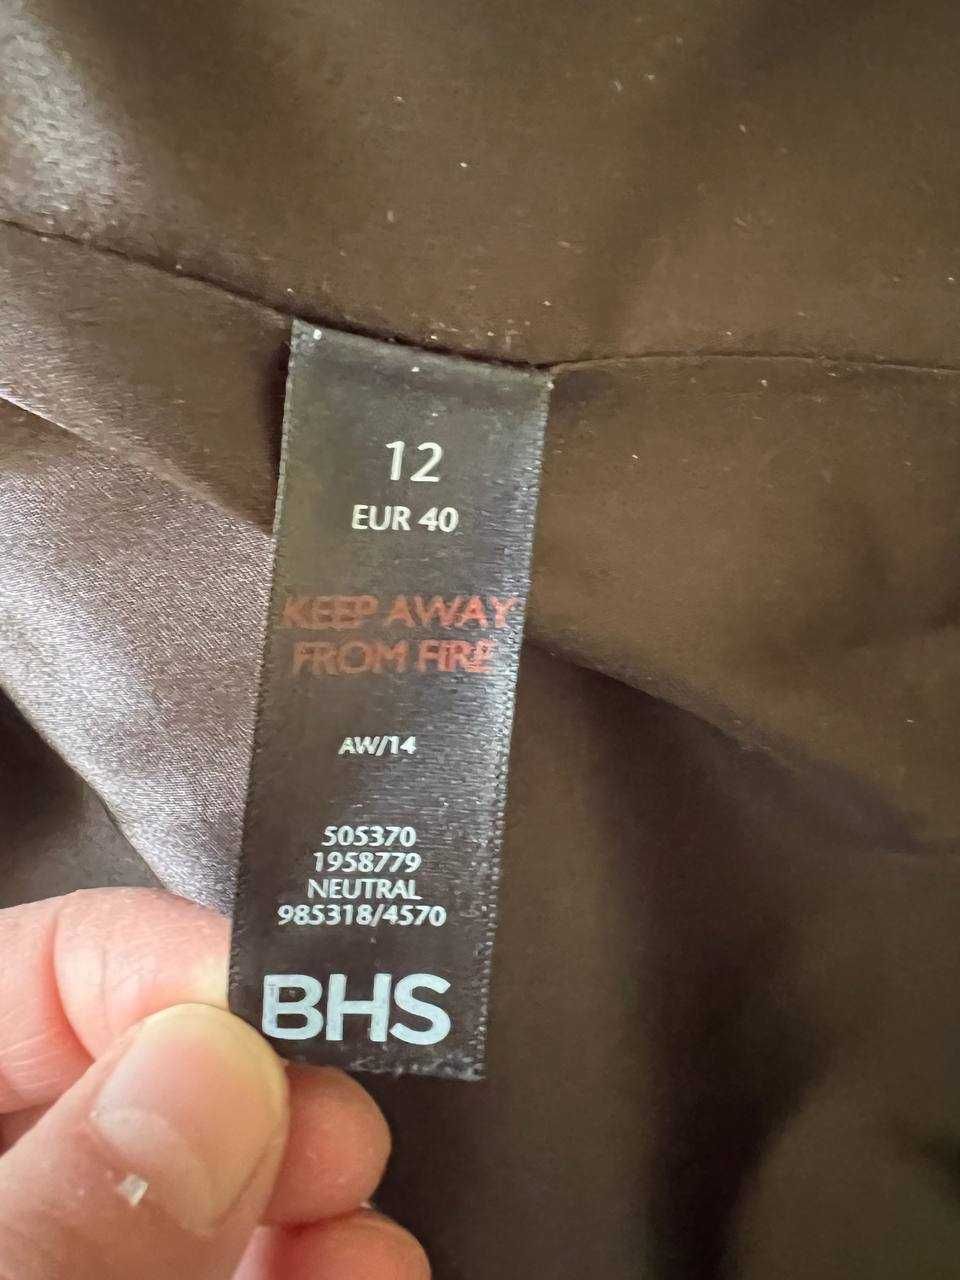 12
EUR 40
KEEP AWAY
FROM FIRE
AW/14
505370
1958779
NEUTRAL
985318/4570
BHS